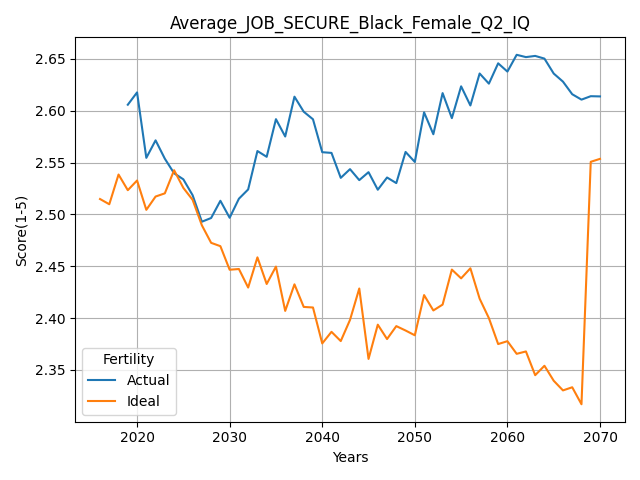 Average_JOB_SECURE_Black_Female_Q2_IQ
Score(1-5)
2.65
2.60
2.55
2.50
2.45
2.40
2.35
Fertility
Actual
Ideal
2020 2030 2040 2050 2060 2070
Years